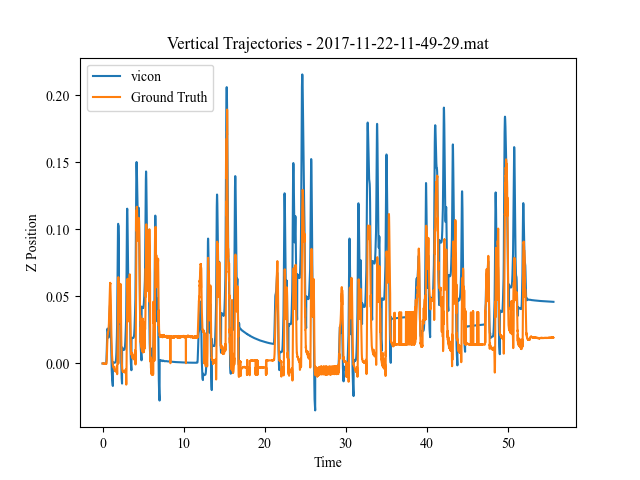 Vertical Trajectories - 2017-11-22-11-49-29.mat
vicon
Ground Truth
0.20
0.15
0.10
0.05
0.00
Z Position
0 10 20 30 40 50
Time